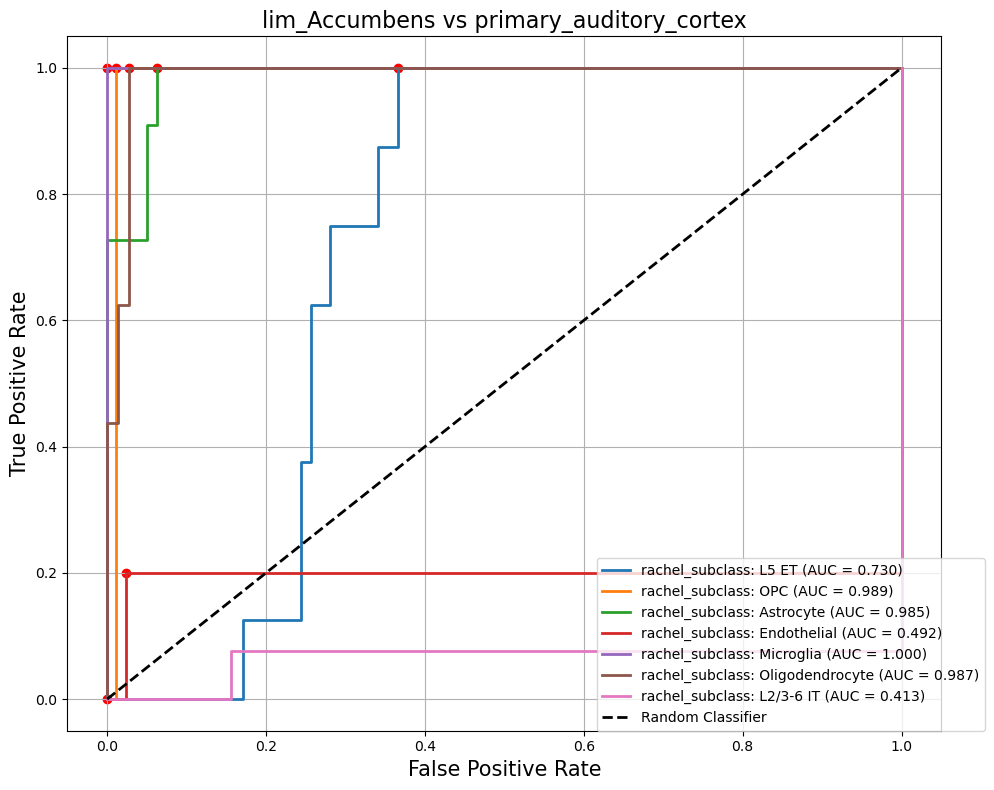 lim_Accumbens vs primary_auditory_cortex
True Positive Rate
1.0
0.8
0.6
0.4
0.2
0.0
rachel_subclass: L5 ET (AUC = 0.730)
rachel_subclass: OPC (AUC = 0.989)
rachel_subclass: Astrocyte (AUC = 0.985)
rachel_subclass: Endothelial (AUC = 0.492)
rachel_subclass: Microglia (AUC = 1.000)
rachel_subclass: Oligodendrocyte (AUC = 0.987)
rachel_subclass: L2/3-6 IT (AUC = 0.413)
Random Classifier
0.0 0.2 0.4 0.6 0.8 1.0
False Positive Rate